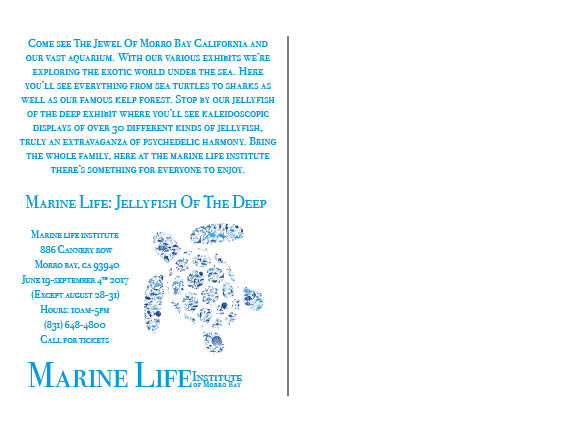 Come see The Jewel Of Morro Bay California and
our vast aquarium. With our various exhibits we're
exploring the exotic world under the sea. Here
you'll see everything from sea turtles to sharks as
well as our famous kelp forest. Stop by our jellyfish
of the deep exhibit where you'll see kaleidoscopic
displays of over 30 different kinds of jellyfish,
truly an extravaganza of psychedelic harmony. Bring
the whole family, here at the marine life institute
there's something for everyone to enjoy.
Marine Life: Jellyfish Of The Deep
Marine life institute
886 Cannery row
Morro bay, ca 93940
June 19-september 4th 2017
(Except august 28-31)
Hours: 10am-5pm
(831) 648-4800
Call for tickets
Marine Life Institute
of Morro Bay